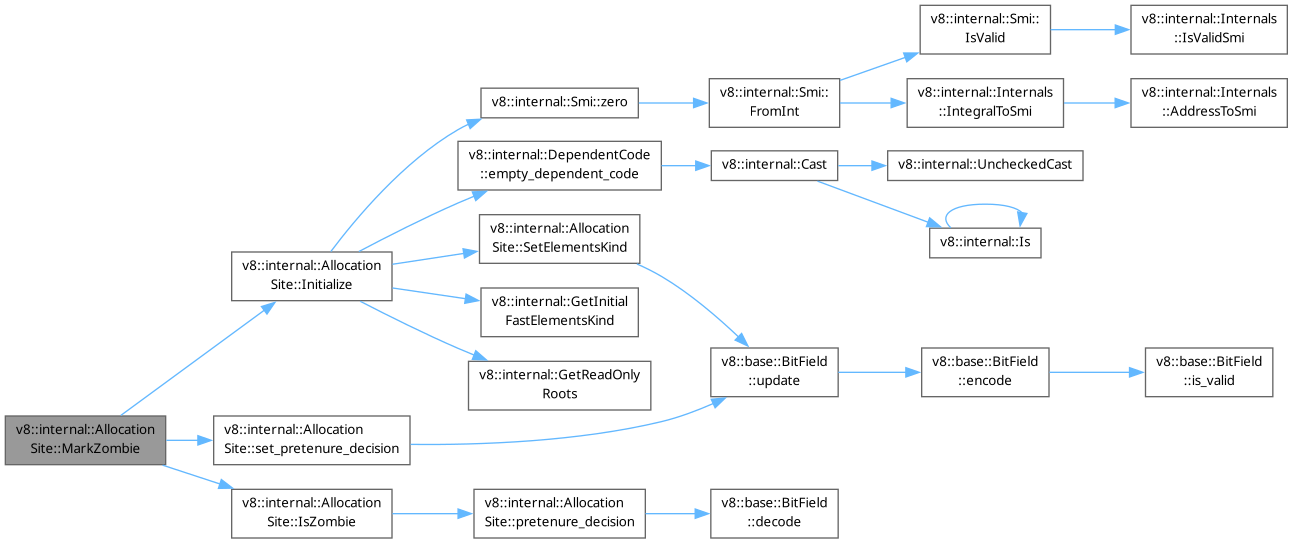 v8::internal::Smi::
IsValid
v8::internal::Internals
::IsValidSmi
v8::internal::Smi::zero
v8::internal::Smi::
FromInt
v8::internal::Internals
::IntegralToSmi
v8::internal::Internals
::AddressToSmi
v8::internal::DependentCode
::empty_dependent_code
v8::internal::Cast
v8::internal::UncheckedCast
v8::internal::Is
v8::internal::Allocation
Site::SetElementsKind
v8::internal::Allocation
Site::Initialize
v8::internal::GetInitial
FastElementsKind
v8::internal::GetReadOnly
Roots
v8::base::BitField
::update
v8::base::BitField
::encode
v8::base::BitField
::is_valid
v8::internal::Allocation
Site::MarkZombie
v8::internal::Allocation
Site::set_pretenure_decision
v8::internal::Allocation
Site::IsZombie
v8::internal::Allocation
Site::pretenure_decision
v8::base::BitField
::decode